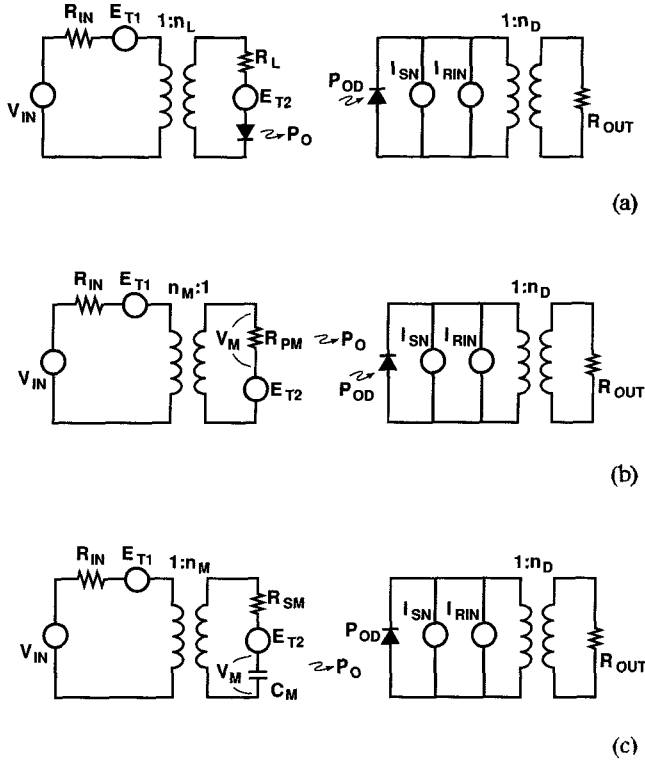 R_IN E_T1 1:n_L
V_IN
R_L
E_T2
P_O
P_OD
I_SN I_RIN
1:n_D
R_OUT
(a)
R_IN E_T1 n_M:1
V_IN
V_M R_PM
E_T2
P_O
P_OD
I_SN I_RIN
1:n_D
R_OUT
(b)
R_IN E_T1 1:n_M
V_IN
R_SM
E_T2
V_M
C_M
P_O
P_OD
I_SN I_RIN
1:n_D
R_OUT
(c)